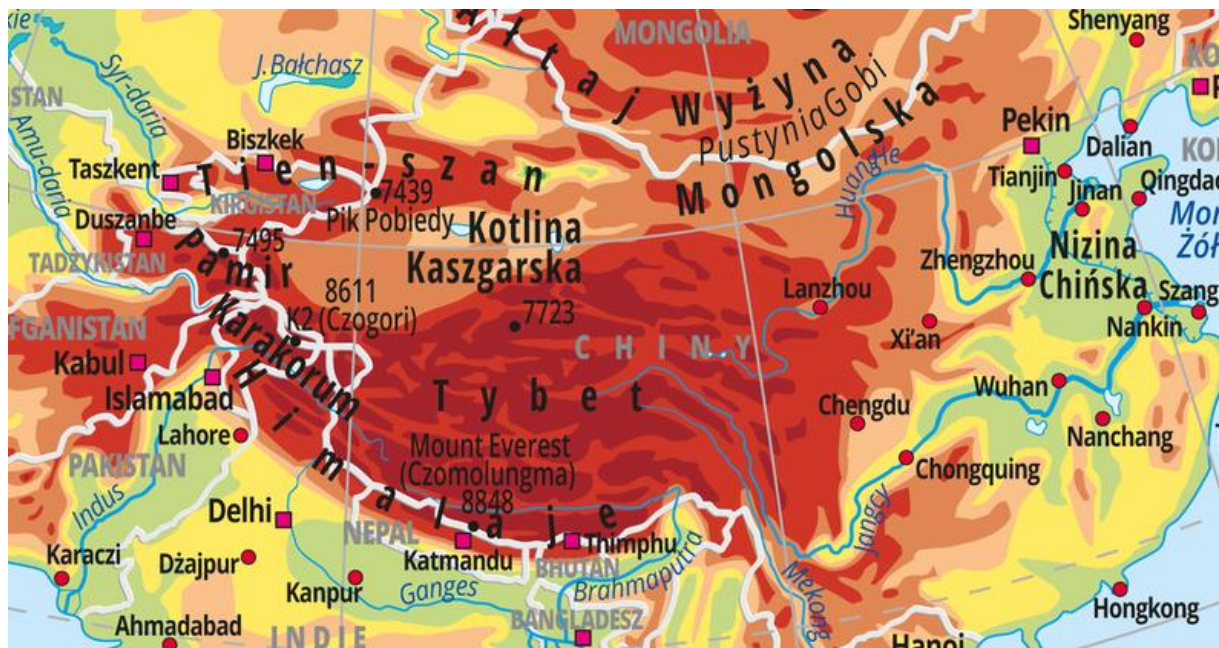 Shenyang
MONGOLIA
Ałtaj
J. Bałchasz
Syr-daria
STAN
Amu-daria
Wyżyna
Mongolska
Pustynia Gobi
Pekin
Dalian
Tianjin
Jinan
Qingdao
Huang He
Biszkek
Taszkent
Tien-szan
KIRGISTAN
7439
Pik Pobiedy
Duszanbe
7495
Pamir
TADŻYKISTAN
Kotlina
Kaszgarska
Nizina
Chińska
Zhengzhou
Lanzhou
Szang
Nankin
Xi'an
8611
K2 (Czogori)
7723
CHINY
FGANISTAN
Kabul
Karakorum
Islamabad
Lahore
Tybet
Wuhan
Chengdu
Nanchang
Chongquing
PAKISTAN
Indus
Himalaje
Mount Everest
(Czomolungma)
8848
Delhi
NEPAL
Katmandu
Thimphu
BHUTAN
Jangcy
Karaczi
Dżajpur
Kanpur
Ganges
Brahmaputra
Mekong
Hongkong
BANGLADESZ
Ahmadabad
INDIE
Hanoi